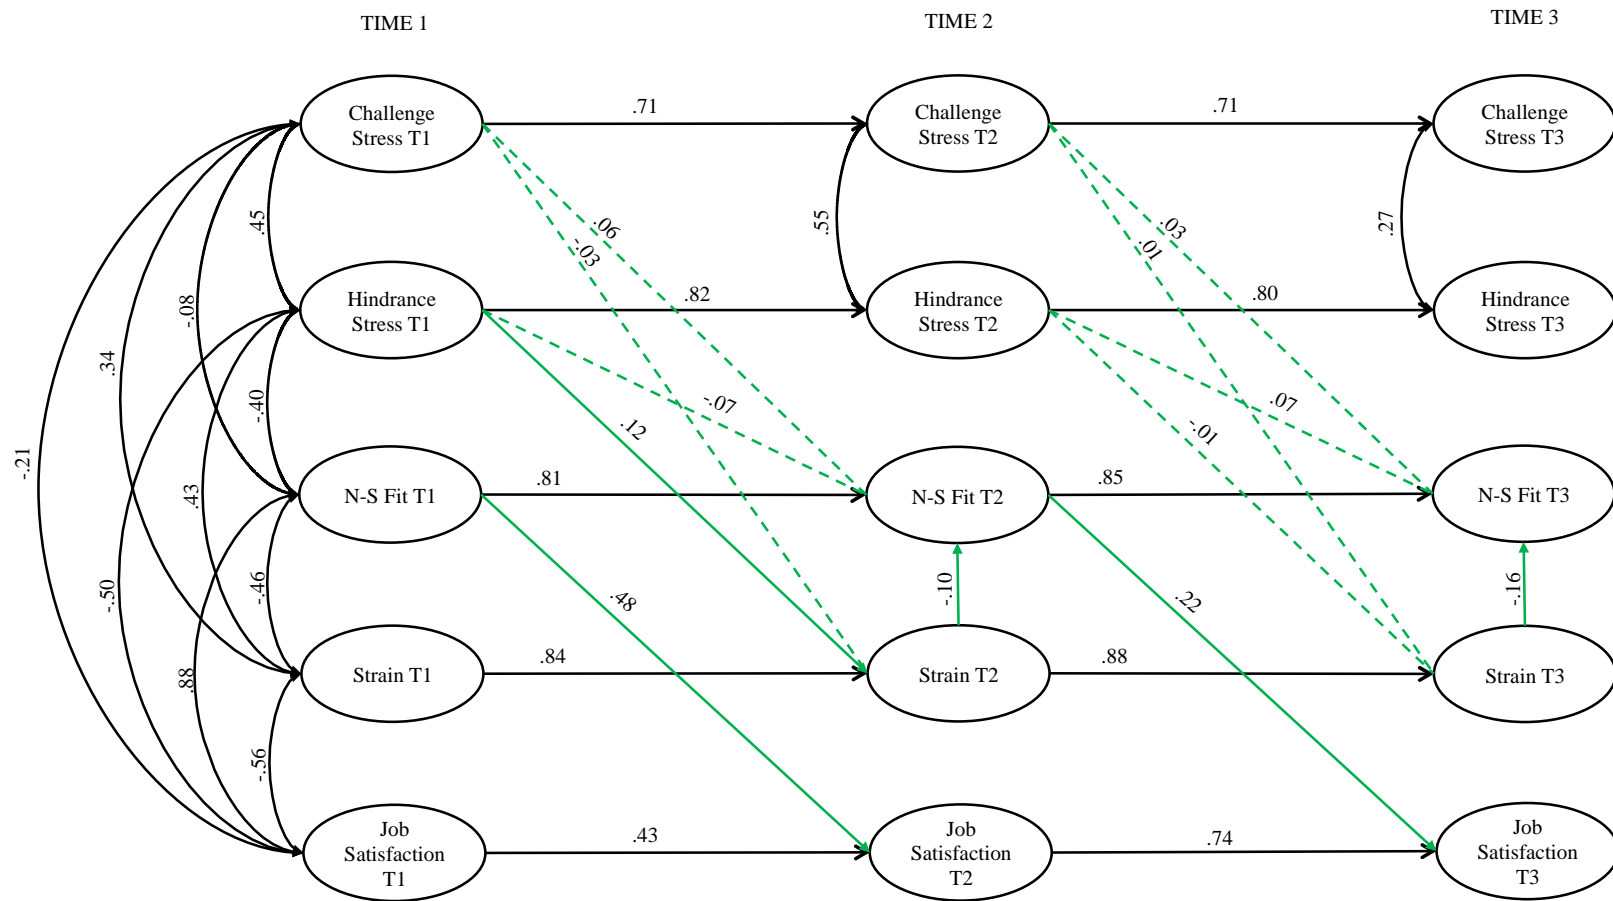 TIME 1
TIME 2
TIME 3
Challenge
Stress T1
.71
Challenge
Stress T2
.71
Challenge
Stress T3
.45
.06
-.03
.55
.03
.01
.27
Hindrance
Stress T1
.82
Hindrance
Stress T2
.80
Hindrance
Stress T3
-.08
.34
-.40
-.07
.12
.07
-.01
-.21
.43
N-S Fit T1
.81
N-S Fit T2
.85
N-S Fit T3
-.50
-.46
.48
-.10
.22
-.16
.88
Strain T1
.84
Strain T2
.88
Strain T3
-.56
Job
Satisfaction
T1
.43
Job
Satisfaction
T2
.74
Job
Satisfaction
T3